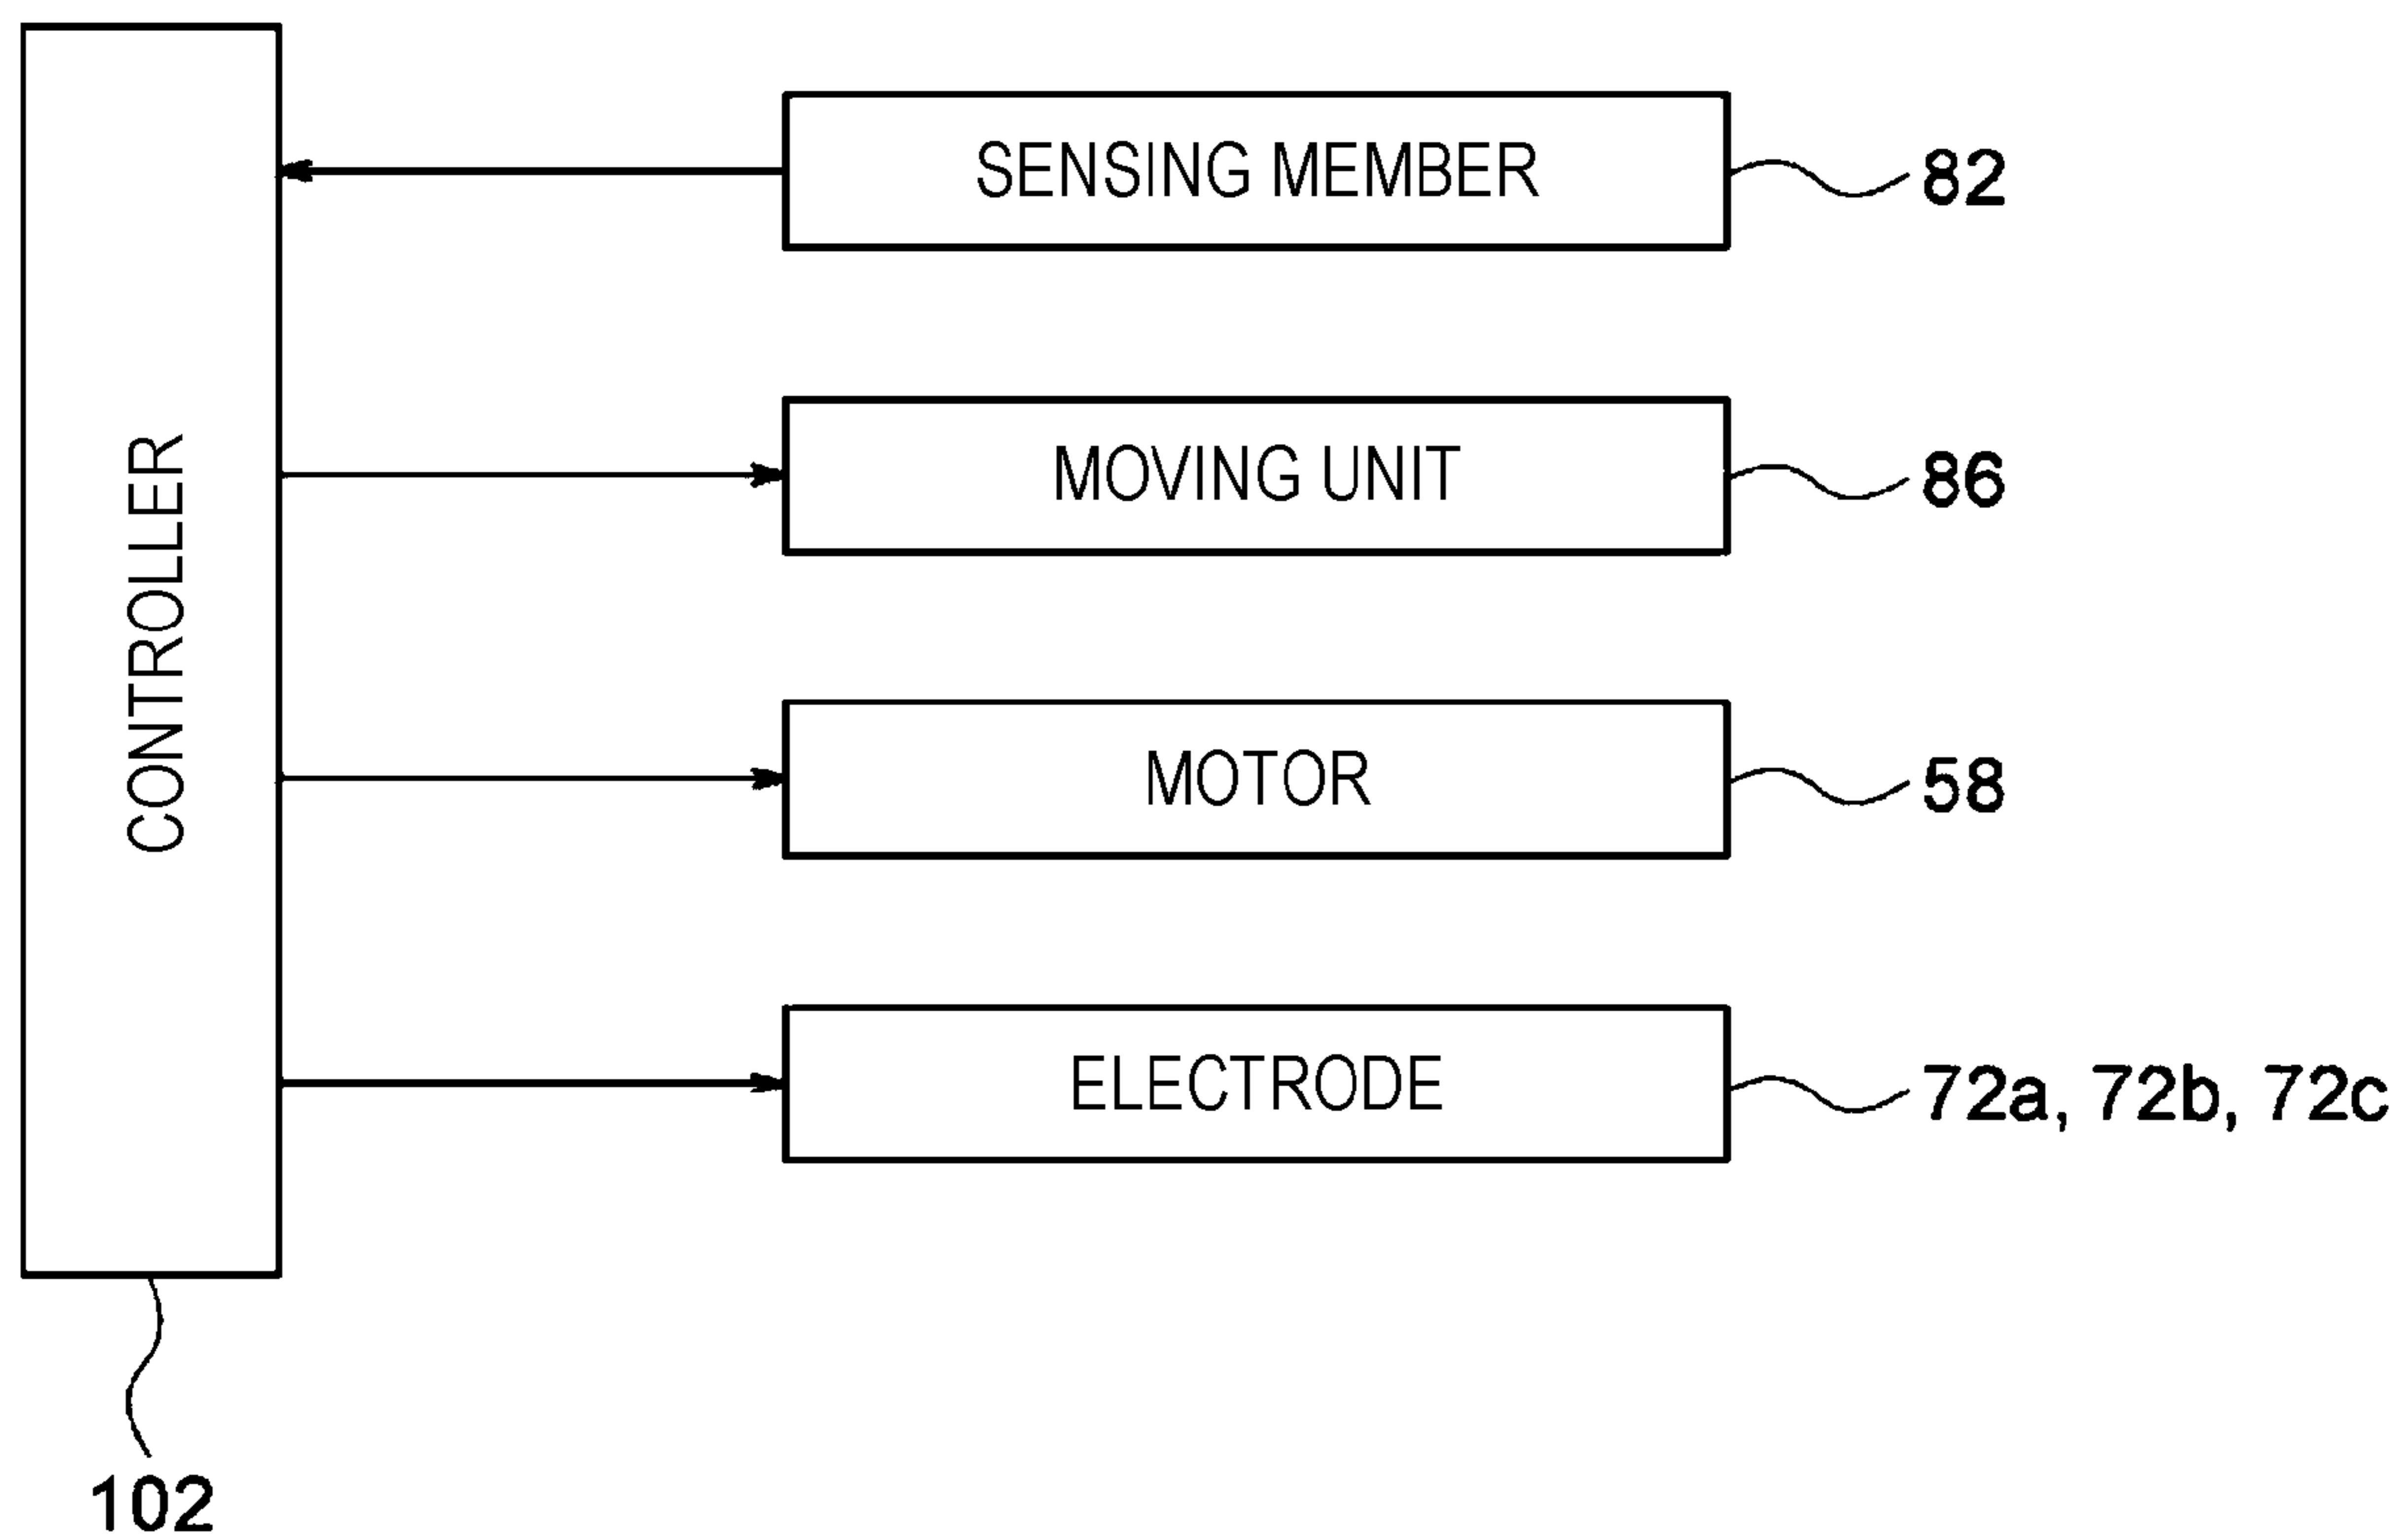 CONTROLLER
SENSING MEMBER
82
MOVING UNIT
86
MOTOR
58
ELECTRODE
72a, 72b, 72c
102